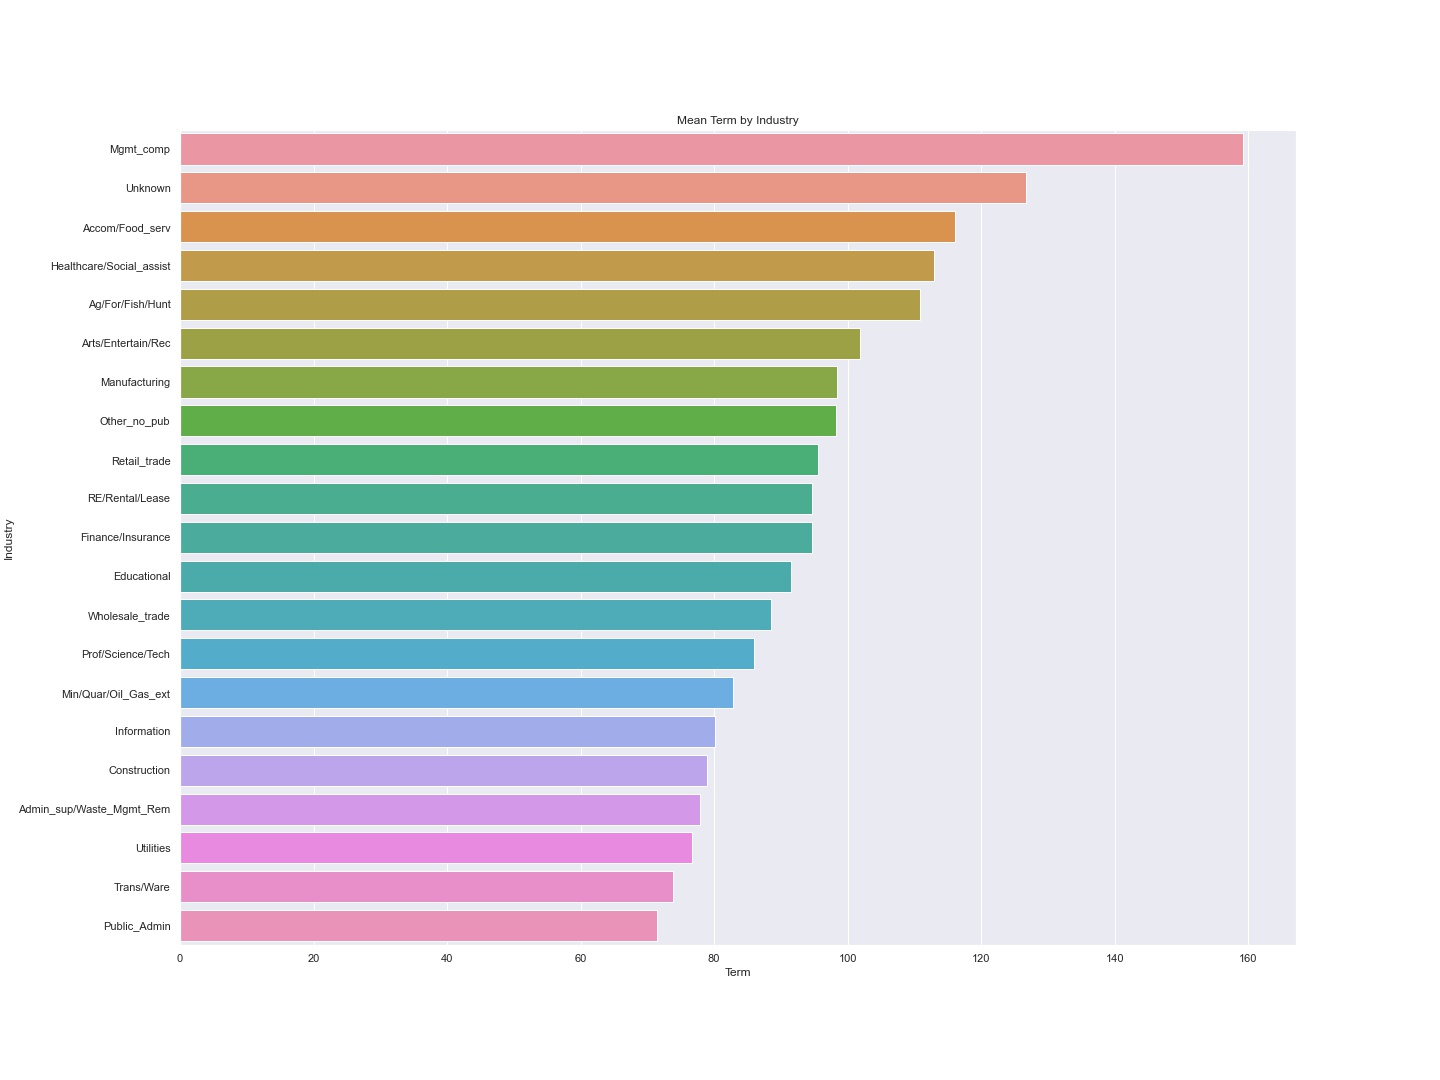 Mean Term by Industry
Industry
Mgmt_comp
Unknown
Accom/Food_serv
Healthcare/Social_assist
Ag/For/Fish/Hunt
Arts/Entertain/Rec
Manufacturing
Other_no_pub
Retail_trade
RE/Rental/Lease
Finance/Insurance
Educational
Wholesale_trade
Prof/Science/Tech
Min/Quar/Oil_Gas_ext
Information
Construction
Admin_sup/Waste_Mgmt_Rem
Utilities
Trans/Ware
Public_Admin
0 20 40 60 80 100 120 140 160
Term